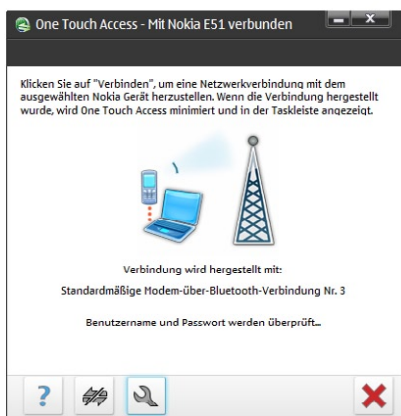 One Touch Access - Mit Nokia E51 verbunden
Klicken Sie auf "Verbinden", um eine Netzwerkverbindung mit dem
ausgewählten Nokia Gerät herzustellen. Wenn die Verbindung hergestellt
wurde, wird One Touch Access minimiert und in der Taskleiste angezeigt.
Verbindung wird hergestellt mit:
Standardmäßige Modem-über-Bluetooth-Verbindung Nr. 3
Benutzername und Passwort werden überprüft...